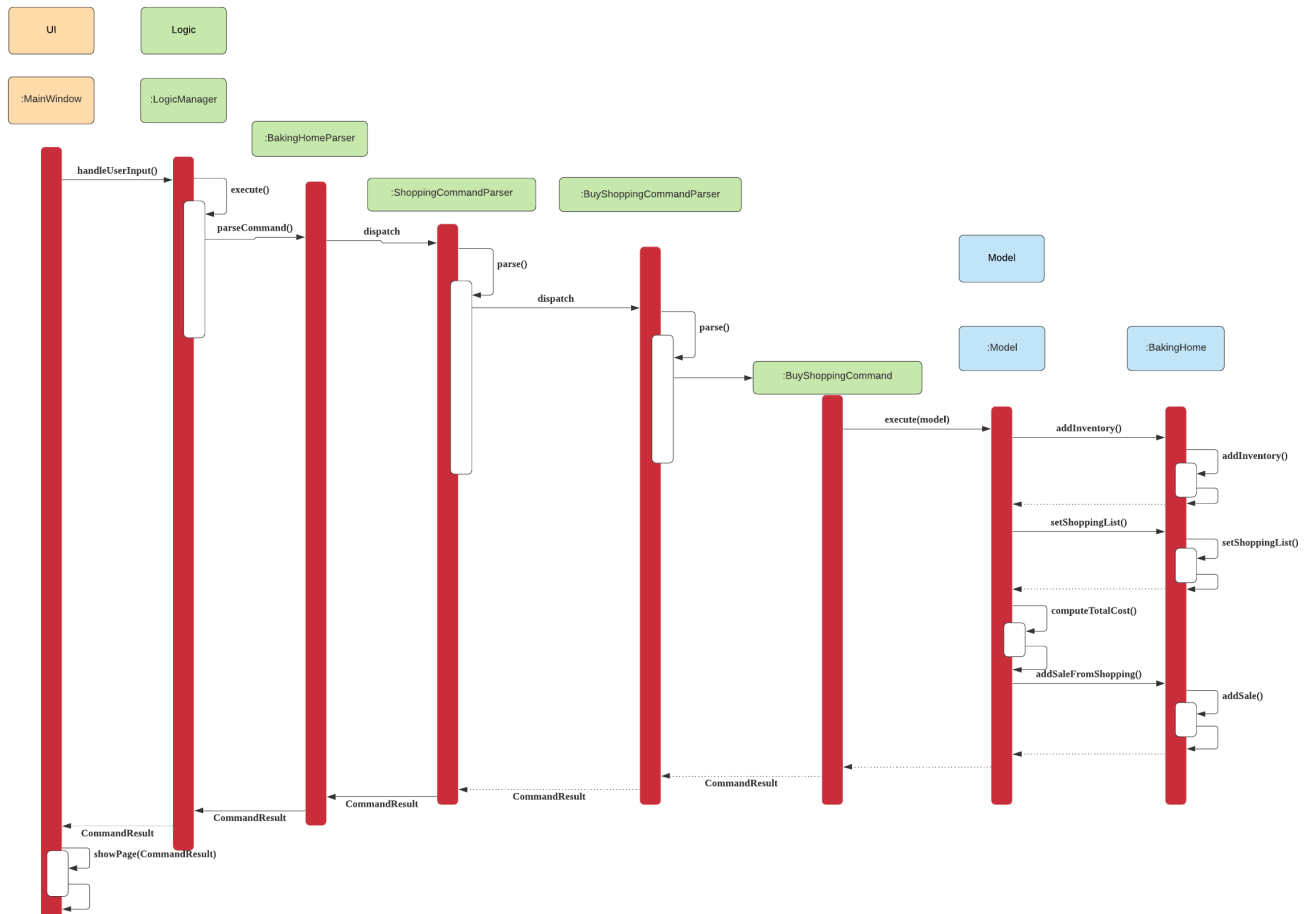 UI
Logic
:MainWindow
:LogicManager
:BakingHomeParser
handleUserInput()
execute()
:ShoppingCommandParser
:BuyShoppingCommandParser
parseCommand()
dispatch
parse()
dispatch
parse()
Model
:Model
:BakingHome
:BuyShoppingCommand
execute(model)
addInventory()
addInventory()
setShoppingList()
setShoppingList()
computeTotalCost()
addSaleFromShopping()
addSale()
CommandResult
CommandResult
CommandResult
CommandResult
CommandResult
showPage(CommandResult)